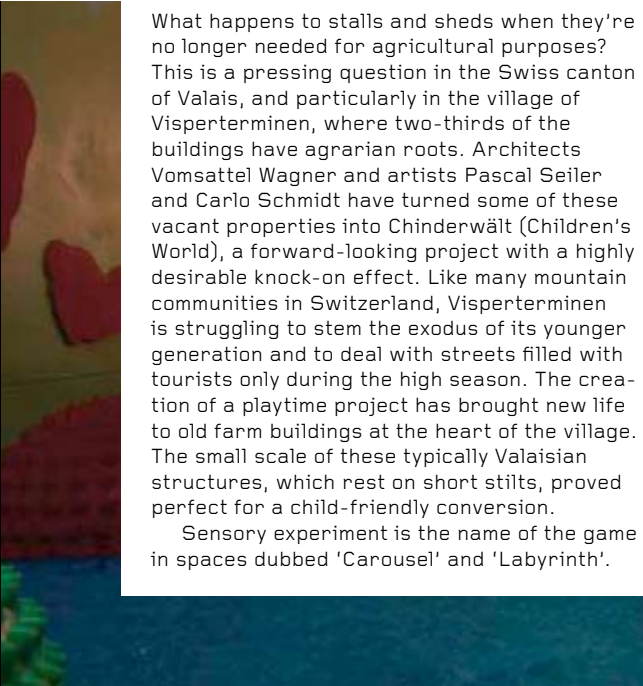 What happens to stalls and sheds when they’re
no longer needed for agricultural purposes?
This is a pressing question in the Swiss canton
of Valais, and particularly in the village of
Visperterminen, where two-thirds of the
buildings have agrarian roots. Architects
Vomsattel Wagner and artists Pascal Seiler
and Carlo Schmidt have turned some of these
vacant properties into Chinderwält (Children’s
World), a forward-looking project with a highly
desirable knock-on effect. Like many mountain
communities in Switzerland, Visperterminen
is struggling to stem the exodus of its younger
generation and to deal with streets filled with
tourists only during the high season. The crea-
tion of a playtime project has brought new life
to old farm buildings at the heart of the village.
The small scale of these typically Valaisian
structures, which rest on short stilts, proved
perfect for a child-friendly conversion.
Sensory experiment is the name of the game
in spaces dubbed ‘Carousel’ and ‘Labyrinth’.